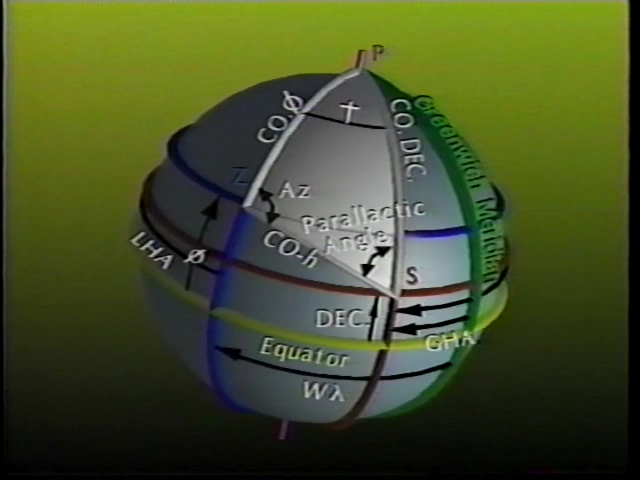 P
CO. ϕ
t
CO. DEC.
Greenwich Meridian
Z
Az
Parallactic
Angle
CO-h
LHA
ϕ
S
DEC.
GHA
Equator
Wλ